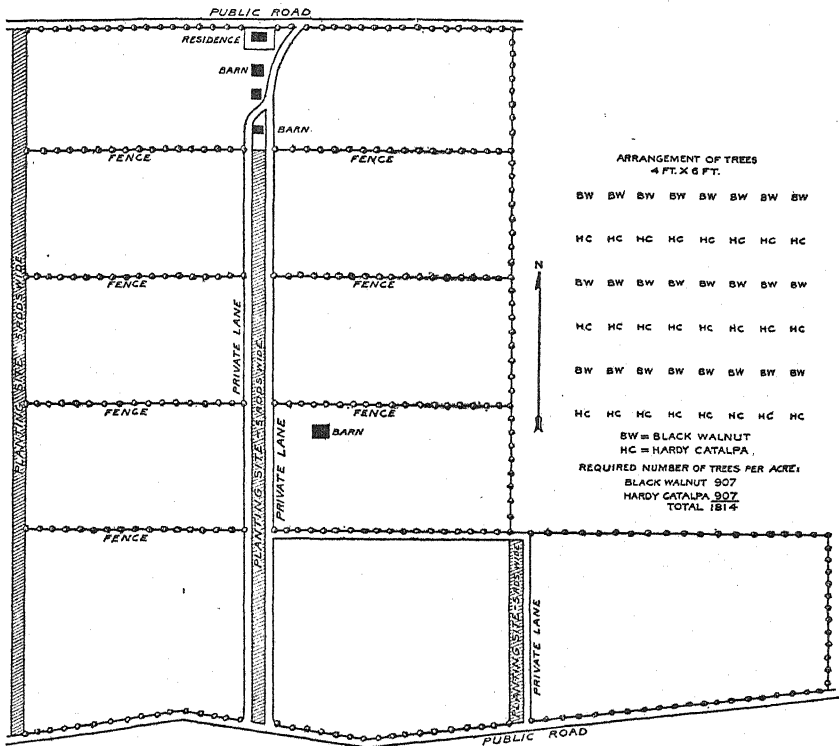 PUBLIC ROAD
RESIDENCE
BARN
BARN
FENCE
FENCE
FENCE
FENCE
FENCE
FENCE
BARN
FENCE
PLANTING SITE 5 RODS WIDE
PRIVATE LANE
PLANTING SITE - 5 RODS WIDE
PRIVATE LANE
PLANTING SITE - 5 RODS WIDE
PRIVATE LANE
PUBLIC ROAD
N
ARRANGEMENT OF TREES
4 FT. X 6 FT.
BW BW BW BW BW BW BW BW
HC HC HC HC HC HC HC HC
BW BW BW BW BW BW BW BW
HC HC HC HC HC HC HC HC
BW BW BW BW BW BW BW BW
HC HC HC HC HC HC HC HC
BW = BLACK WALNUT
HC = HARDY CATALPA.
REQUIRED NUMBER OF TREES PER ACRE:
BLACK WALNUT 907
HARDY CATALPA 907
TOTAL 1814